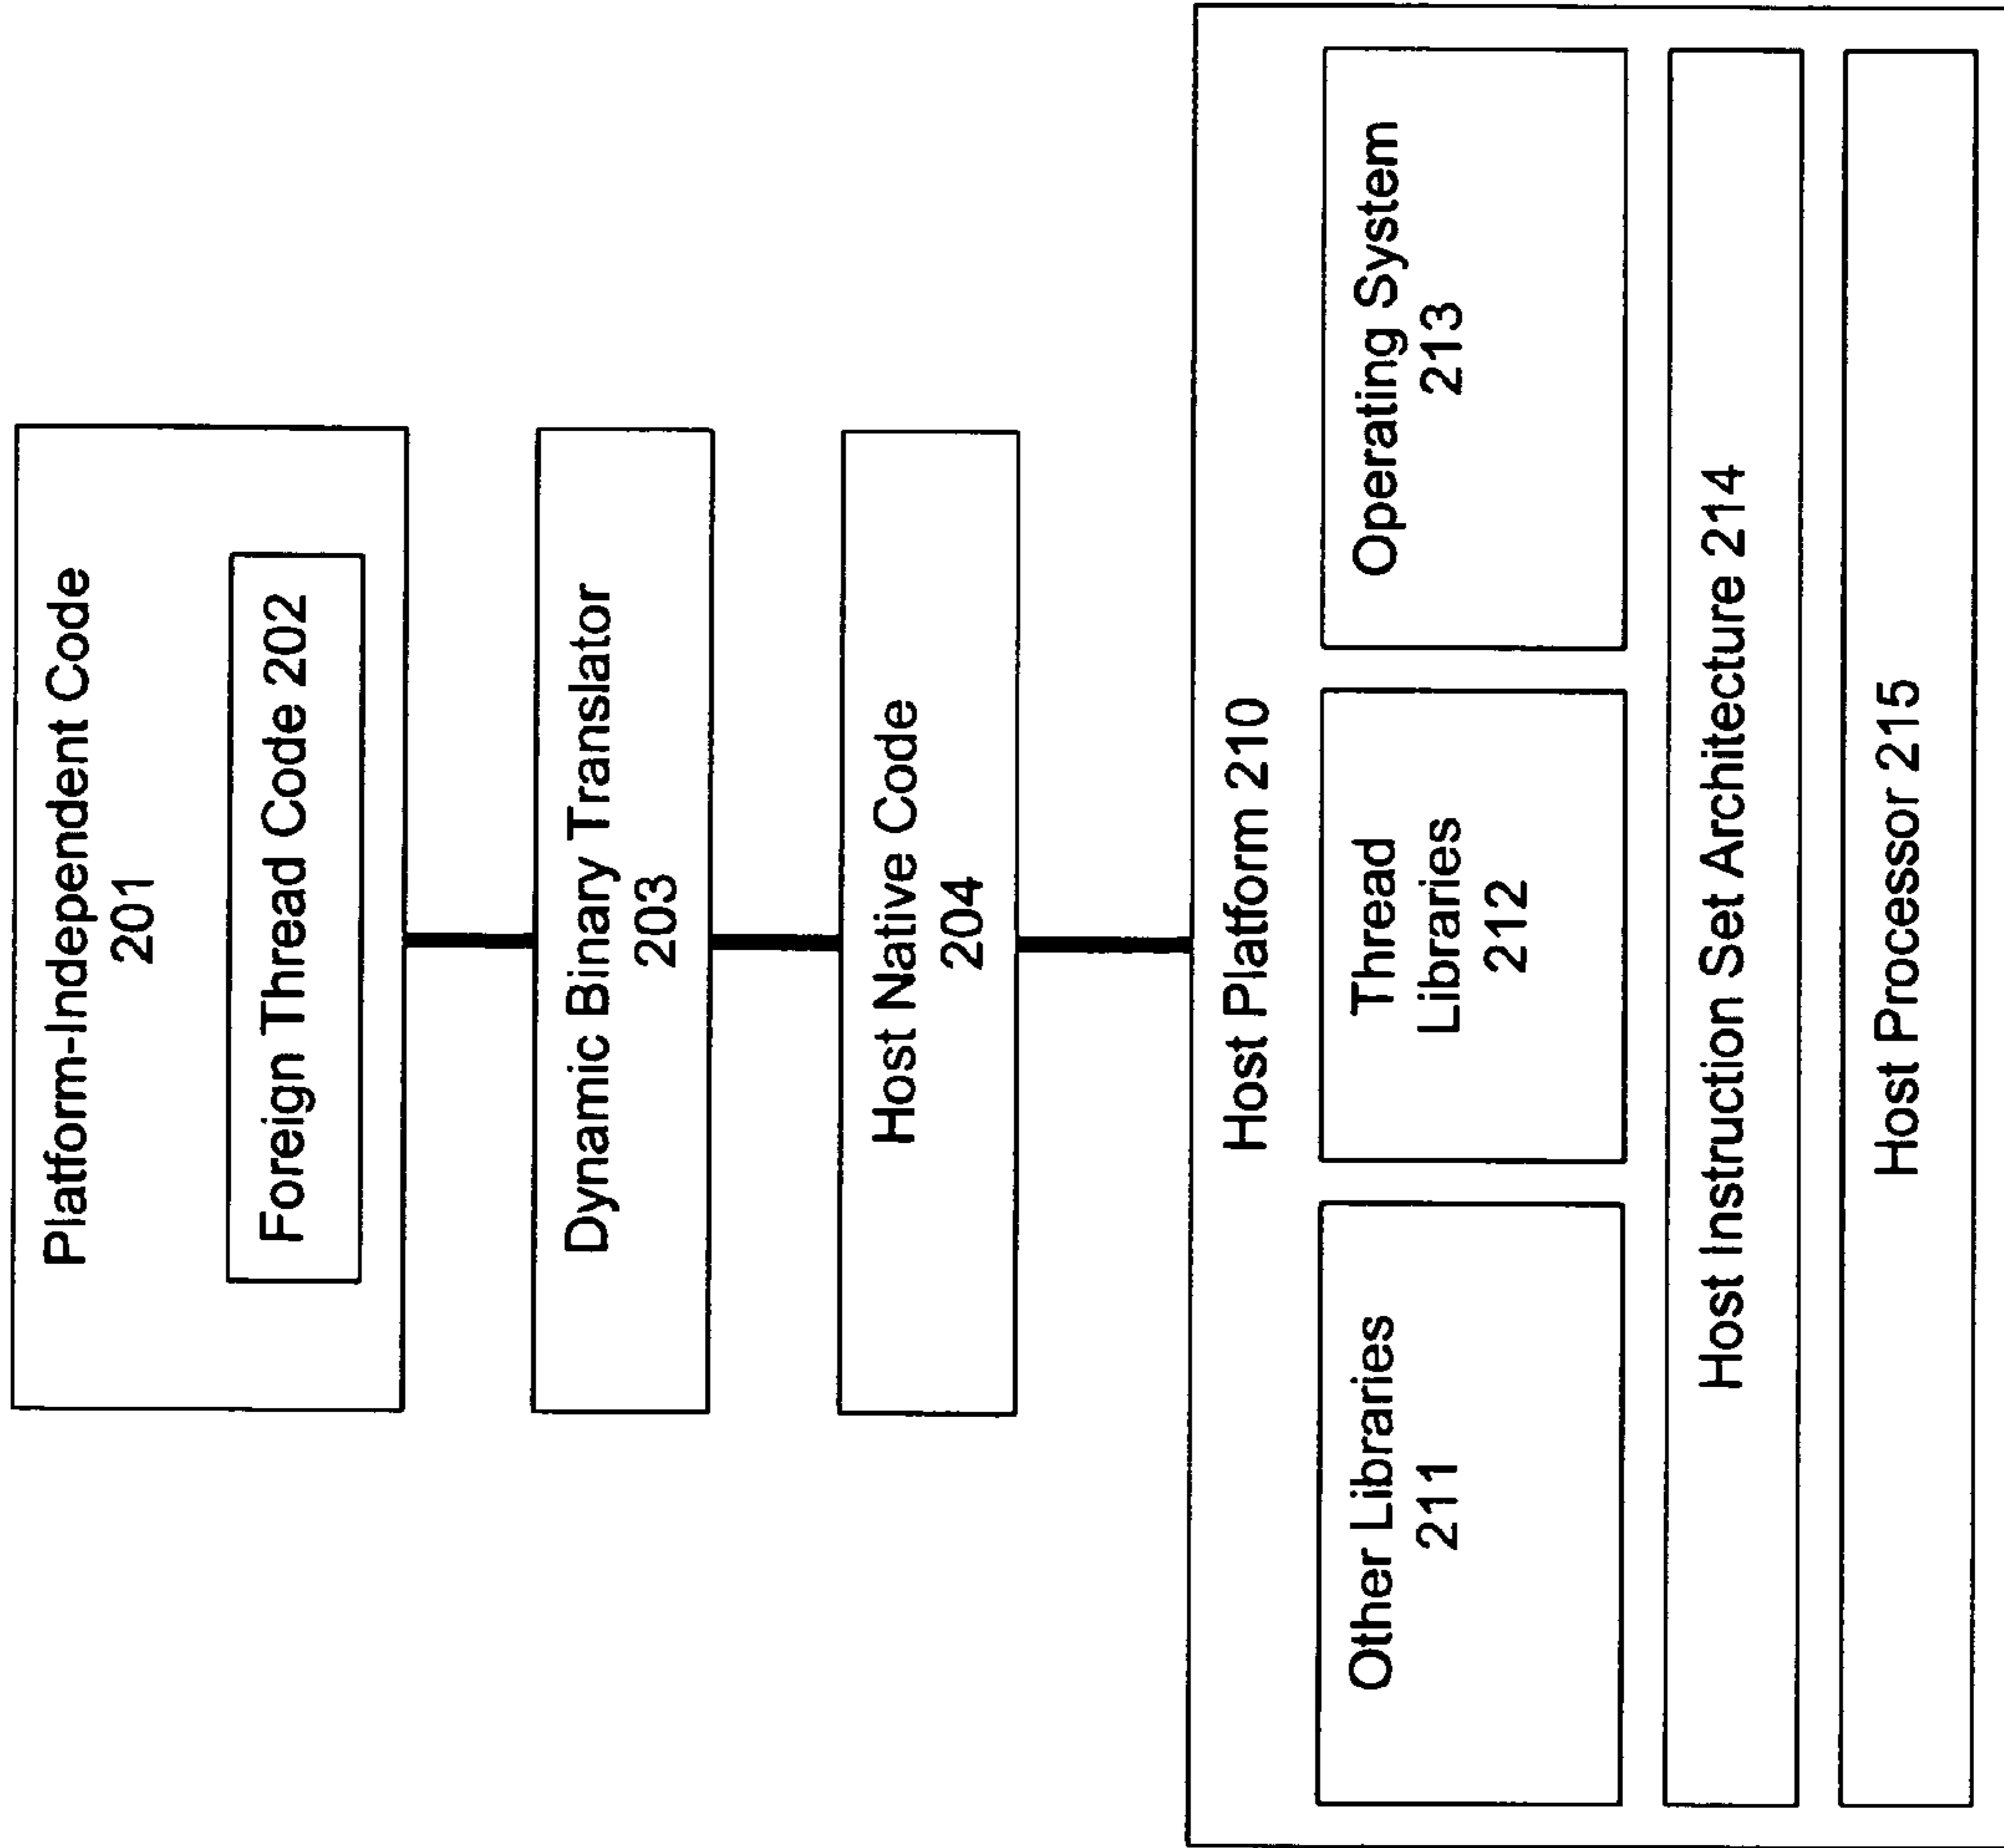 Platform-Independent Code
201
Foreign Thread Code 202
Dynamic Binary Translator
203
Host Native Code
204
Host Platform 210
Other Libraries
211
Thread
Libraries
212
Operating System
213
Host Instruction Set Architecture 214
Host Processor 215